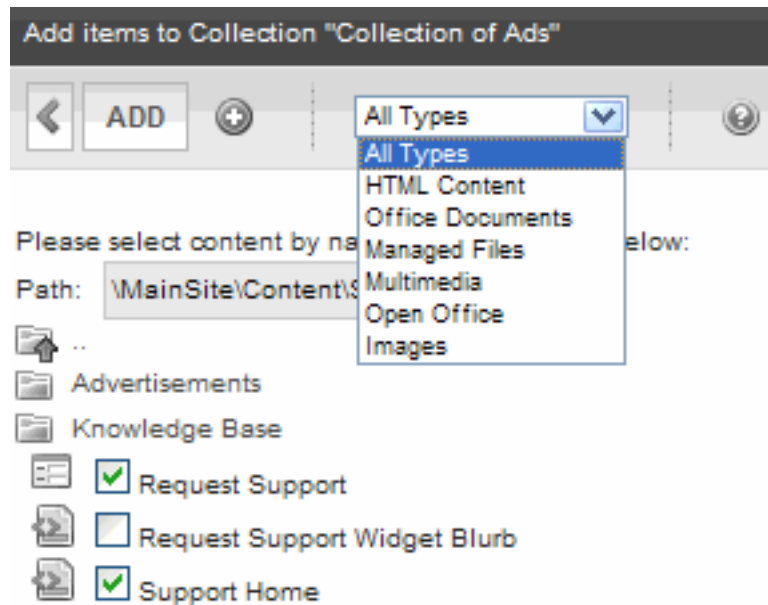 Add items to Collection "Collection of Ads"
ADD
All Types
All Types
HTML Content
Office Documents
Managed Files
Multimedia
Open Office
Images
Please select content by na elow:
Path: \MainSite\Content\S
..
Advertisements
Knowledge Base
Request Support
Request Support Widget Blurb
Support Home